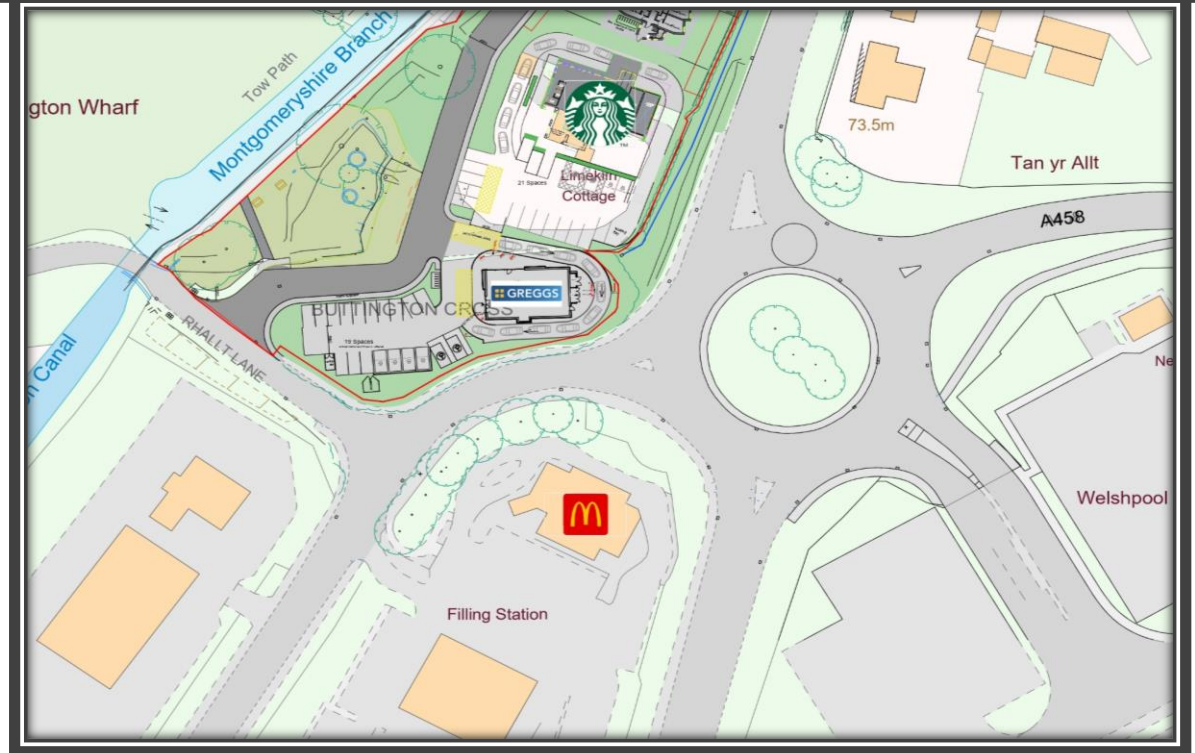 Montgomeryshire Branch
Tow Path
gton Wharf
73.5m
Tan yr Allt
21 Spaces
Limekiln
Cottage
A458
GREGGS
BUTTINGTON CROSS
RHALLT LANE
n Canal
Ne
Welshpool
Filling Station